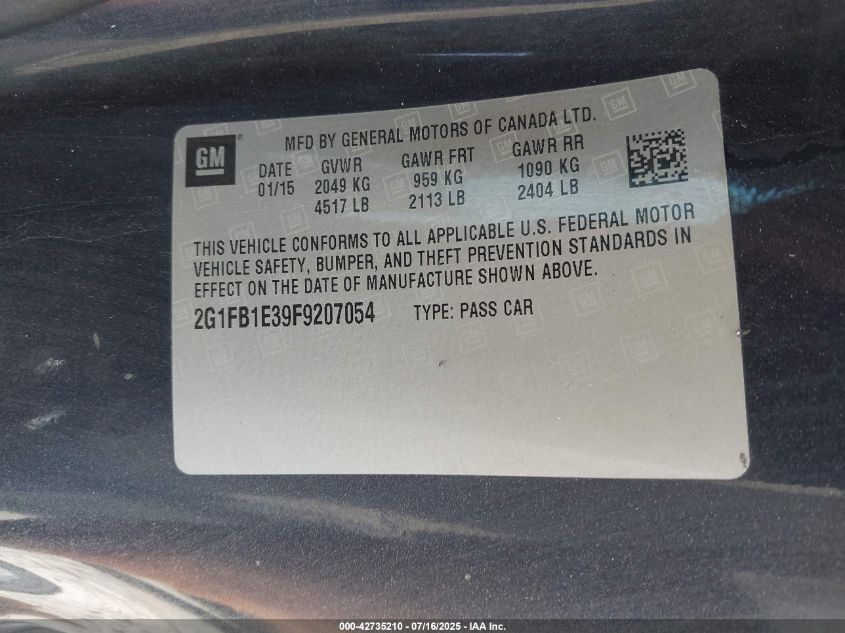 GM
MFD BY GENERAL MOTORS OF CANADA LTD.
DATE GVWR GAWR FRT GAWR RR
01/15 2049 KG 959 KG 1090 KG
4517 LB 2113 LB 2404 LB
THIS VEHICLE CONFORMS TO ALL APPLICABLE U.S. FEDERAL MOTOR
VEHICLE SAFETY, BUMPER, AND THEFT PREVENTION STANDARDS IN
EFFECT ON THE DATE OF MANUFACTURE SHOWN ABOVE.
2G1FB1E39F9207054 TYPE: PASS CAR
000-42735210 - 07/16/2025 - IAA Inc.